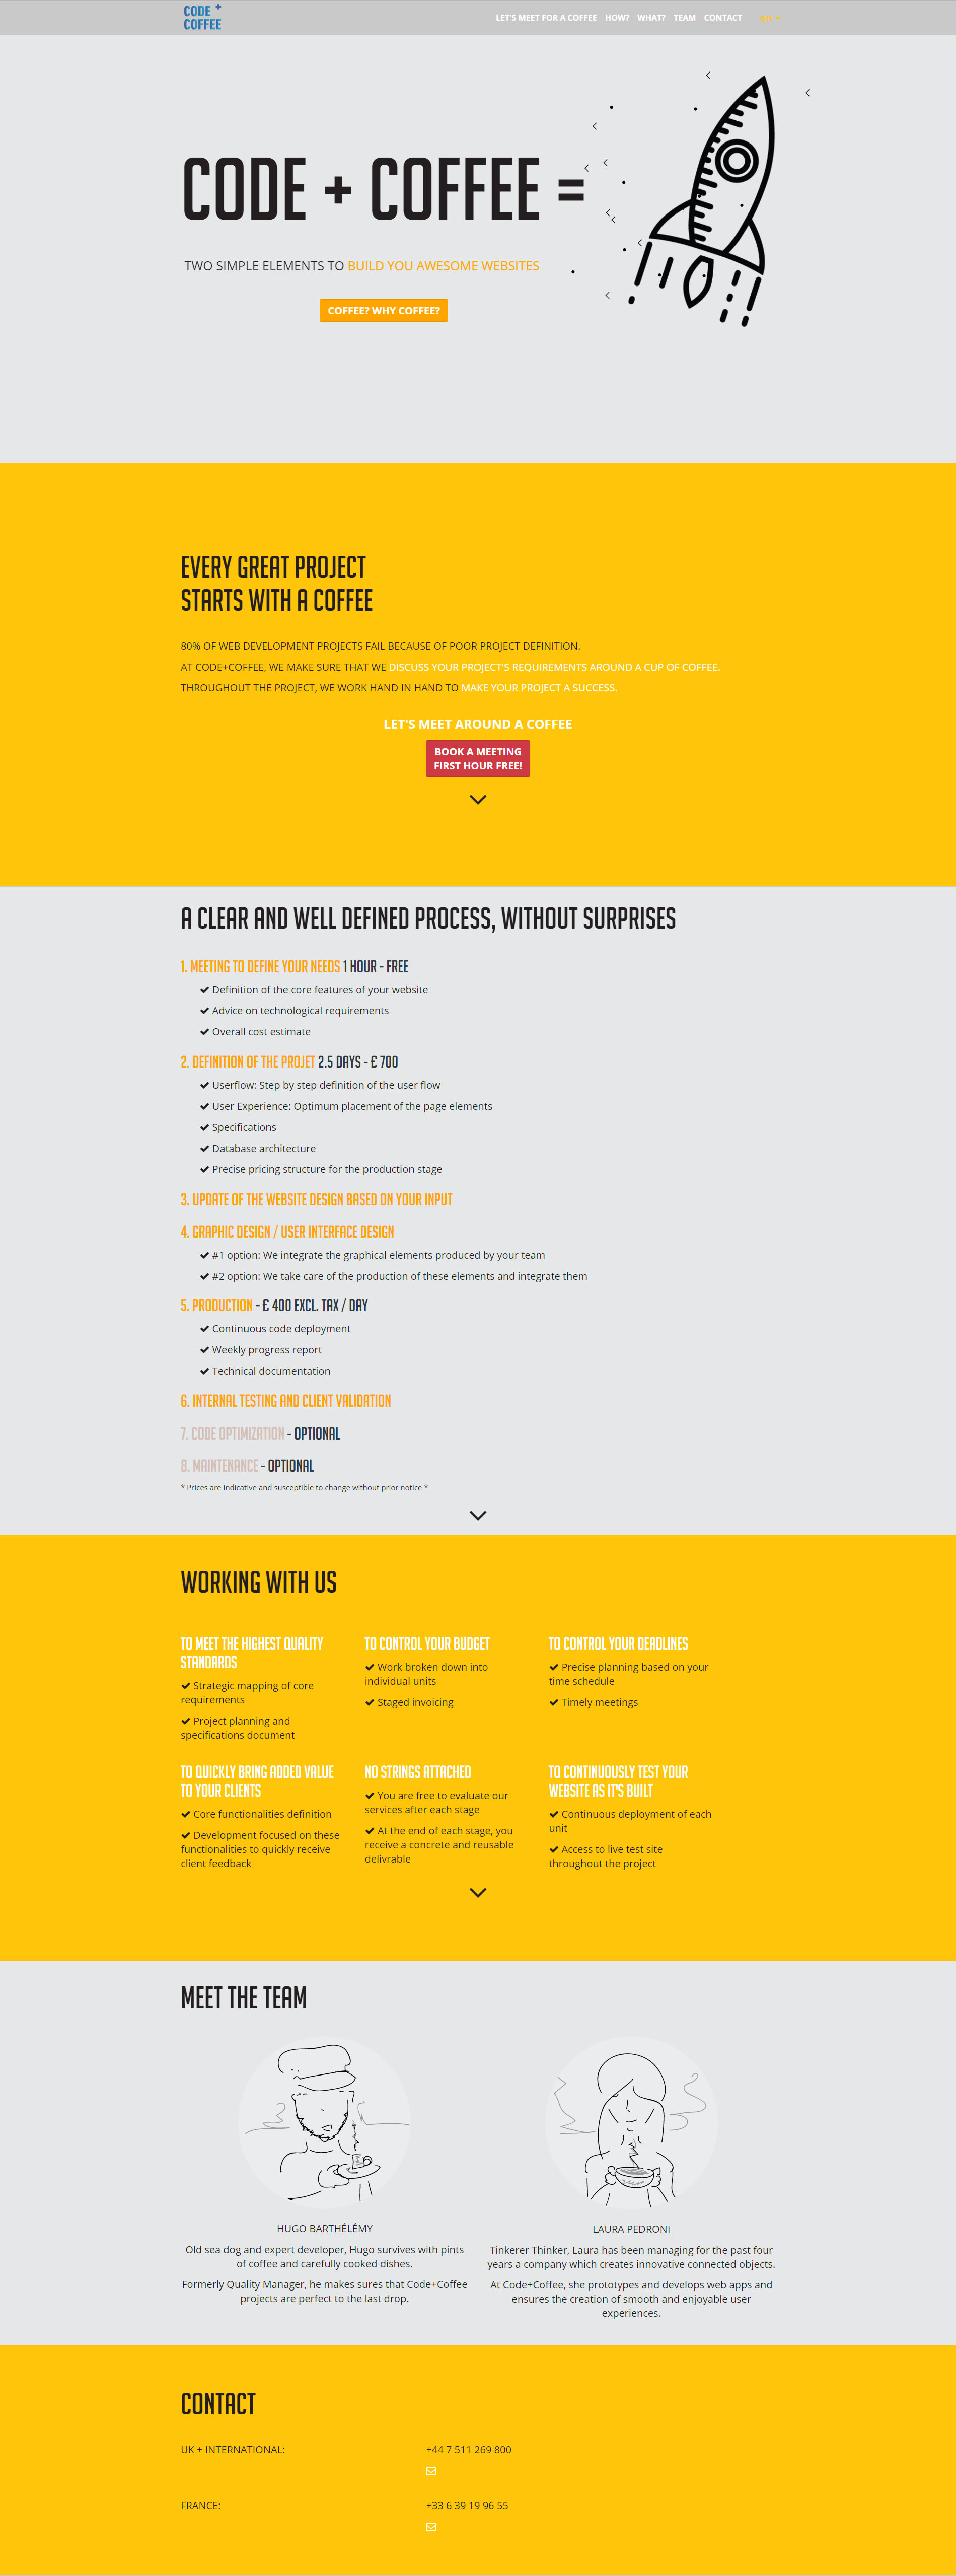 CODE +
COFFEE
LET'S MEET FOR A COFFEE HOW? WHAT? TEAM CONTACT
CODE + COFFEE =
TWO SIMPLE ELEMENTS TO BUILD YOU AWESOME WEBSITES
COFFEE? WHY COFFEE?
EVERY GREAT PROJECT
STARTS WITH A COFFEE
80% OF WEB DEVELOPMENT PROJECTS FAIL BECAUSE OF POOR PROJECT DEFINITION.
AT CODE+COFFEE, WE MAKE SURE THAT WE DISCUSS YOUR PROJECT'S REQUIREMENTS AROUND A CUP OF COFFEE.
THROUGHOUT THE PROJECT, WE WORK HAND IN HAND TO MAKE YOUR PROJECT A SUCCESS.
LET'S MEET AROUND A COFFEE
BOOK A MEETING
FIRST HOUR FREE!
A CLEAR AND WELL DEFINED PROCESS, WITHOUT SURPRISES
1. MEETING TO DEFINE YOUR NEEDS 1 HOUR - FREE
Definition of the core features of your website
Advice on technological requirements
Overall cost estimate
2. DEFINITION OF THE PROJET 2.5 DAYS - £ 700
Userflow: Step by step definition of the user flow
User Experience: Optimum placement of the page elements
Specifications
Database architecture
Precise pricing structure for the production stage
3. UPDATE OF THE WEBSITE DESIGN BASED ON YOUR INPUT
4. GRAPHIC DESIGN / USER INTERFACE DESIGN
#1 option: We integrate the graphical elements produced by your team
#2 option: We take care of the production of these elements and integrate them
5. PRODUCTION - £ 400 EXCL. TAX / DAY
Continuous code deployment
Weekly progress report
Technical documentation
6. INTERNAL TESTING AND CLIENT VALIDATION
7. CODE OPTIMIZATION - OPTIONAL
8. MAINTENANCE - OPTIONAL
* Prices are indicative and susceptible to change without prior notice *
WORKING WITH US
TO MEET THE HIGHEST QUALITY
STANDARDS
Strategic mapping of core
requirements
Project planning and
specifications document
TO CONTROL YOUR BUDGET
Work broken down into
individual units
Staged invoicing
TO CONTROL YOUR DEADLINES
Precise planning based on your
time schedule
Timely meetings
TO QUICKLY BRING ADDED VALUE
TO YOUR CLIENTS
Core functionalities definition
Development focused on these
functionalities to quickly receive
client feedback
NO STRINGS ATTACHED
You are free to evaluate our
services after each stage
At the end of each stage, you
receive a concrete and reusable
delivrable
TO CONTINUOUSLY TEST YOUR
WEBSITE AS IT'S BUILT
Continuous deployment of each
unit
Access to live test site
throughout the project
MEET THE TEAM
HUGO BARTHÉLÉMY
Old sea dog and expert developer, Hugo survives with pints
of coffee and carefully cooked dishes.
Formerly Quality Manager, he makes sures that Code+Coffee
projects are perfect to the last drop.
LAURA PEDRONI
Tinkerer Thinker, Laura has been managing for the past four
years a company which creates innovative connected objects.
At Code+Coffee, she prototypes and develops web apps and
ensures the creation of smooth and enjoyable user
experiences.
CONTACT
UK + INTERNATIONAL: +44 7 511 269 800
FRANCE: +33 6 39 19 96 55